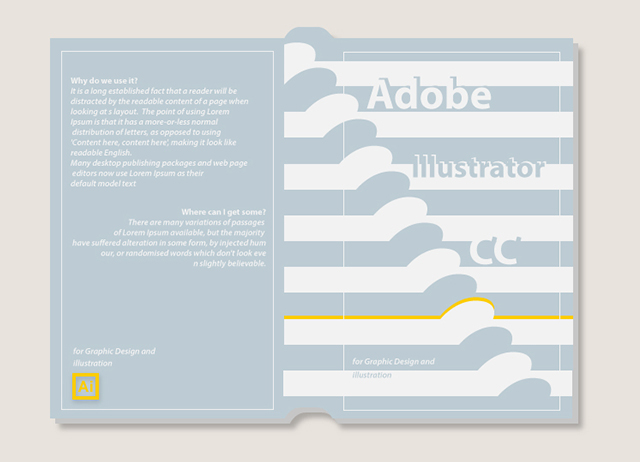 Why do we use it?
It is a long established fact that a reader will be
distracted by the readable content of a page when
looking at s layout.  The point of using Lorem
Ipsum is that it has a more-or-less normal
distribution of letters, as opposed to using
'Content here, content here', making it look like
readable English.
Many desktop publishing packages and web page
editors now use Lorem Ipsum as their
default model text
Where can I get some?
There are many variations of passages
of Lorem Ipsum available, but the majority
have suffered alteration in some form, by injected hum
our, or randomised words which don't look eve
n slightly believable.
for Graphic Design and
illustration
AI
Adobe
Illustrator
CC
for Graphic Design and
illustration